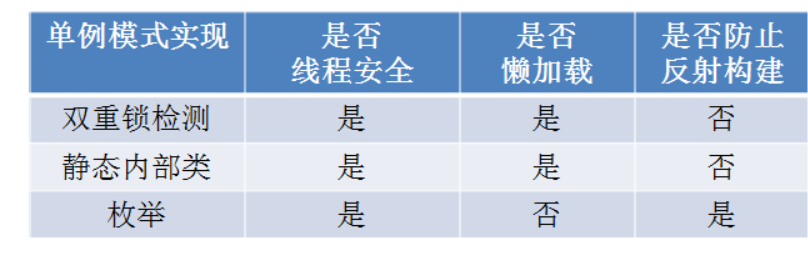 单例模式实现 是否 是否 是否防止
线程安全 懒加载 反射构建
双重锁检测 是 是 否
静态内部类 是 是 否
枚举 是 否 是